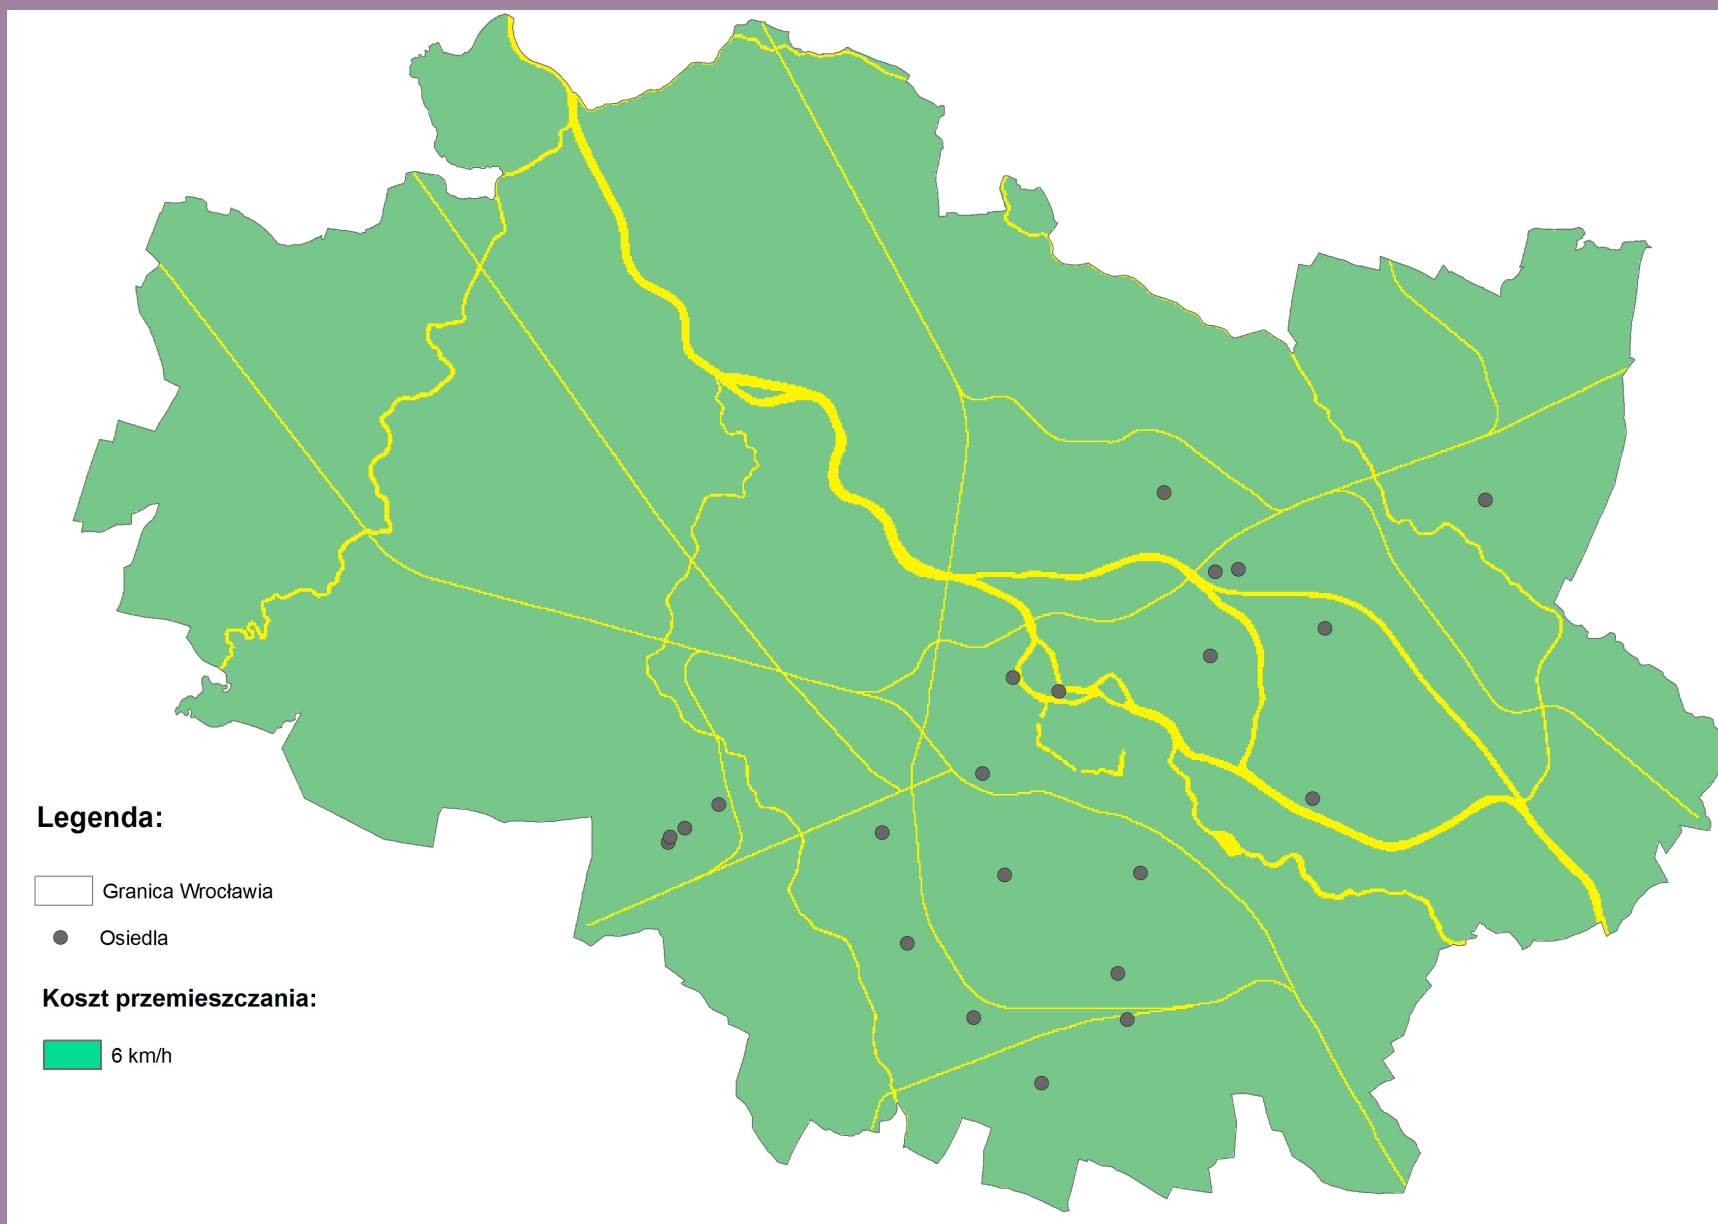 Legenda:
Granica Wrocławia
Osiedla
Koszt przemieszczania:
6 km/h